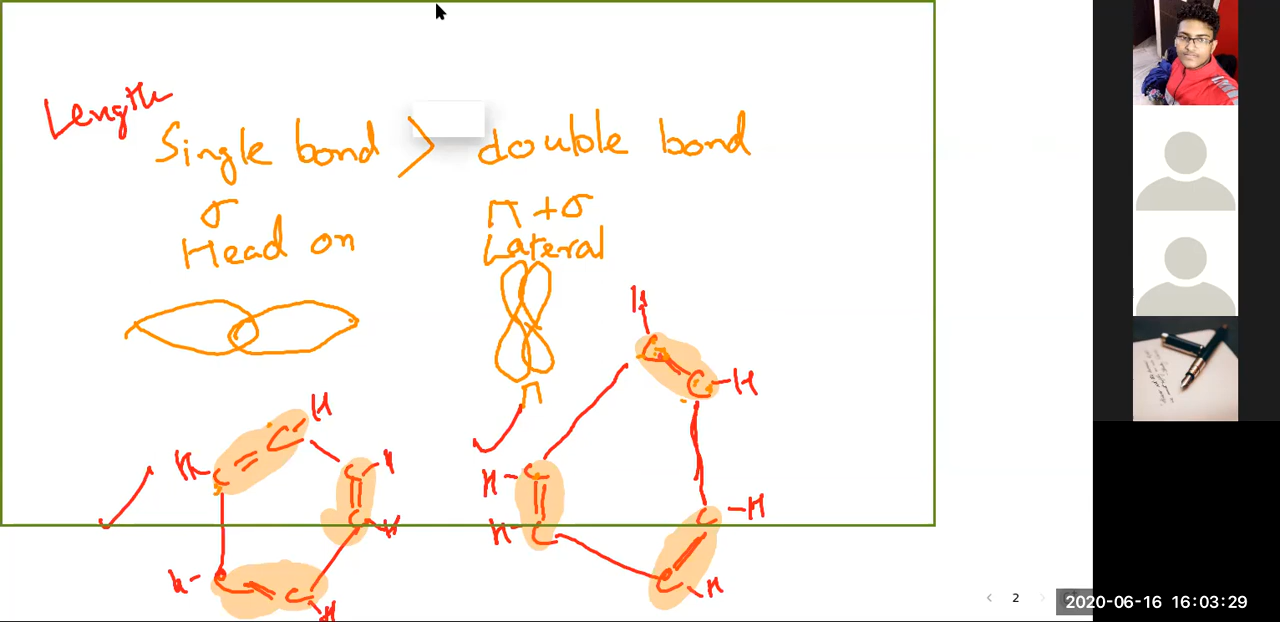 Length
Single bond > double bond
σ π + σ
Head on Lateral
π
H
C C H
H
H C C H
H C H
C H
H C C H
C H
H C C H
C H
2
2020-06-16 16:03:29